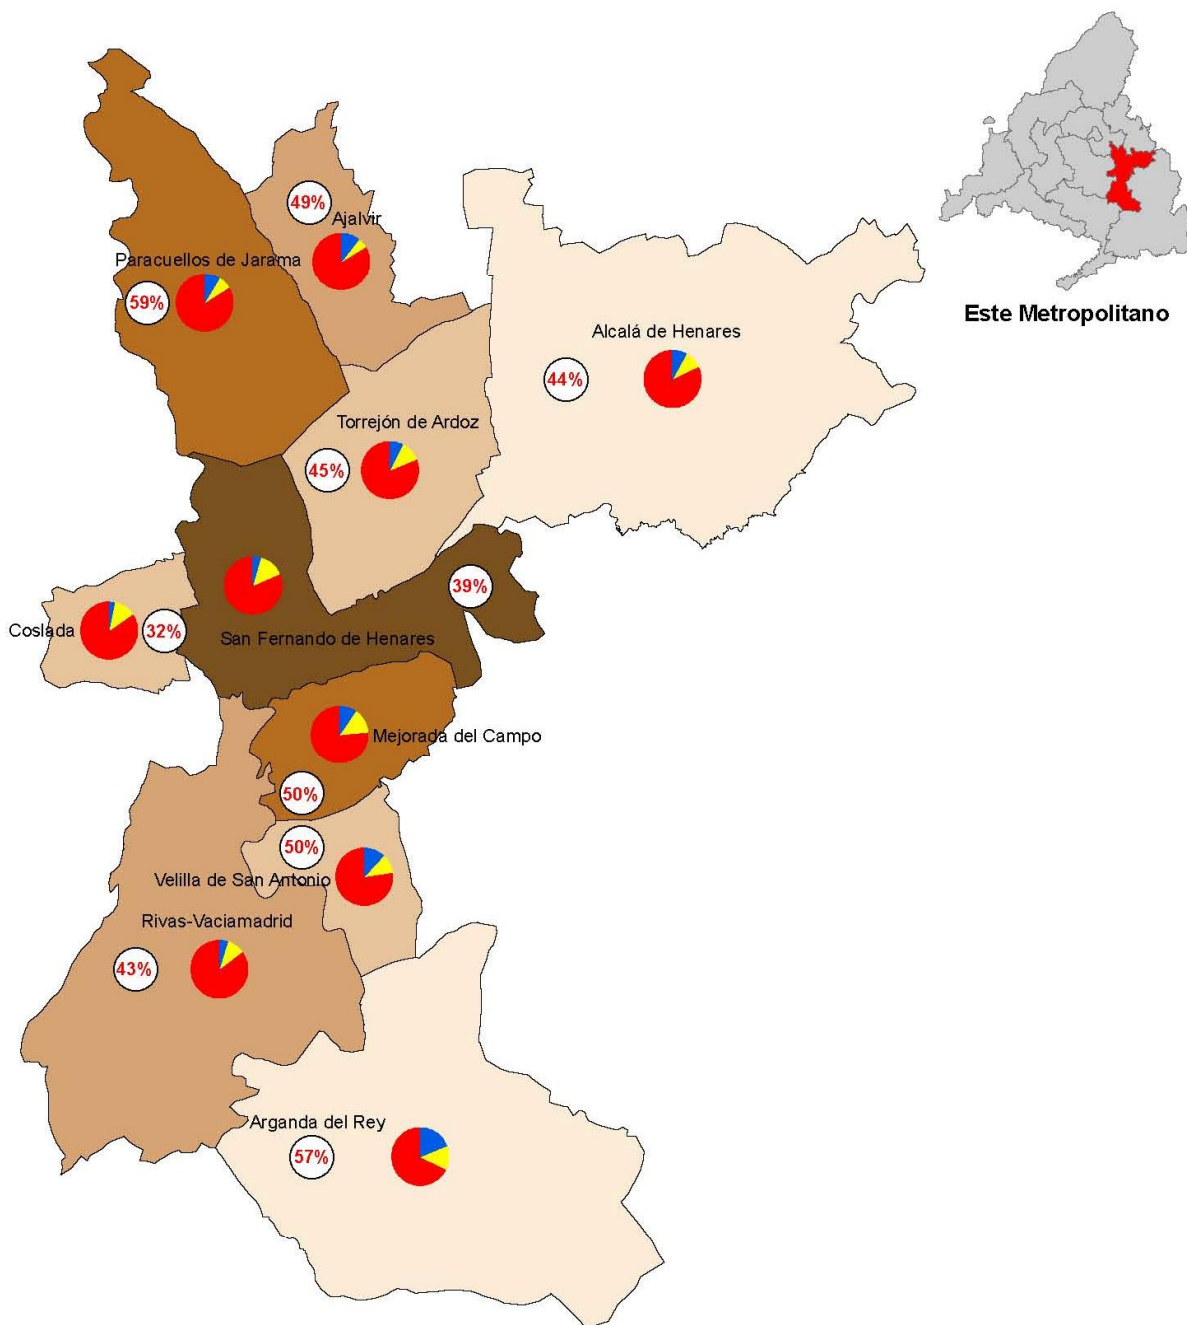 49%
Ajalvir
Paracuellos de Jarama
59%
Este Metropolitano
Alcalá de Henares
44%
Torrejón de Ardoz
45%
39%
Coslada
32%
San Fernando de Henares
Mejorada del Campo
50%
50%
Velilla de San Antonio
Rivas-Vaciamadrid
43%
Arganda del Rey
57%